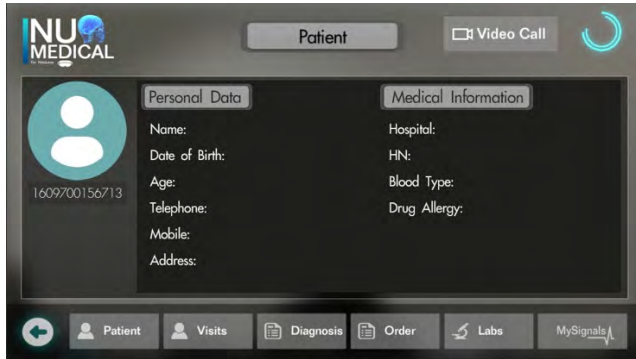 NU
MEDICAL
Patient
Video Call
Personal Data
Medical Information
Name:
Hospital:
Date of Birth:
HN:
Age:
Blood Type:
Telephone:
Drug Allergy:
Mobile:
Address:
1609700156713
Patient
Visits
Diagnosis
Order
Labs
MySignals